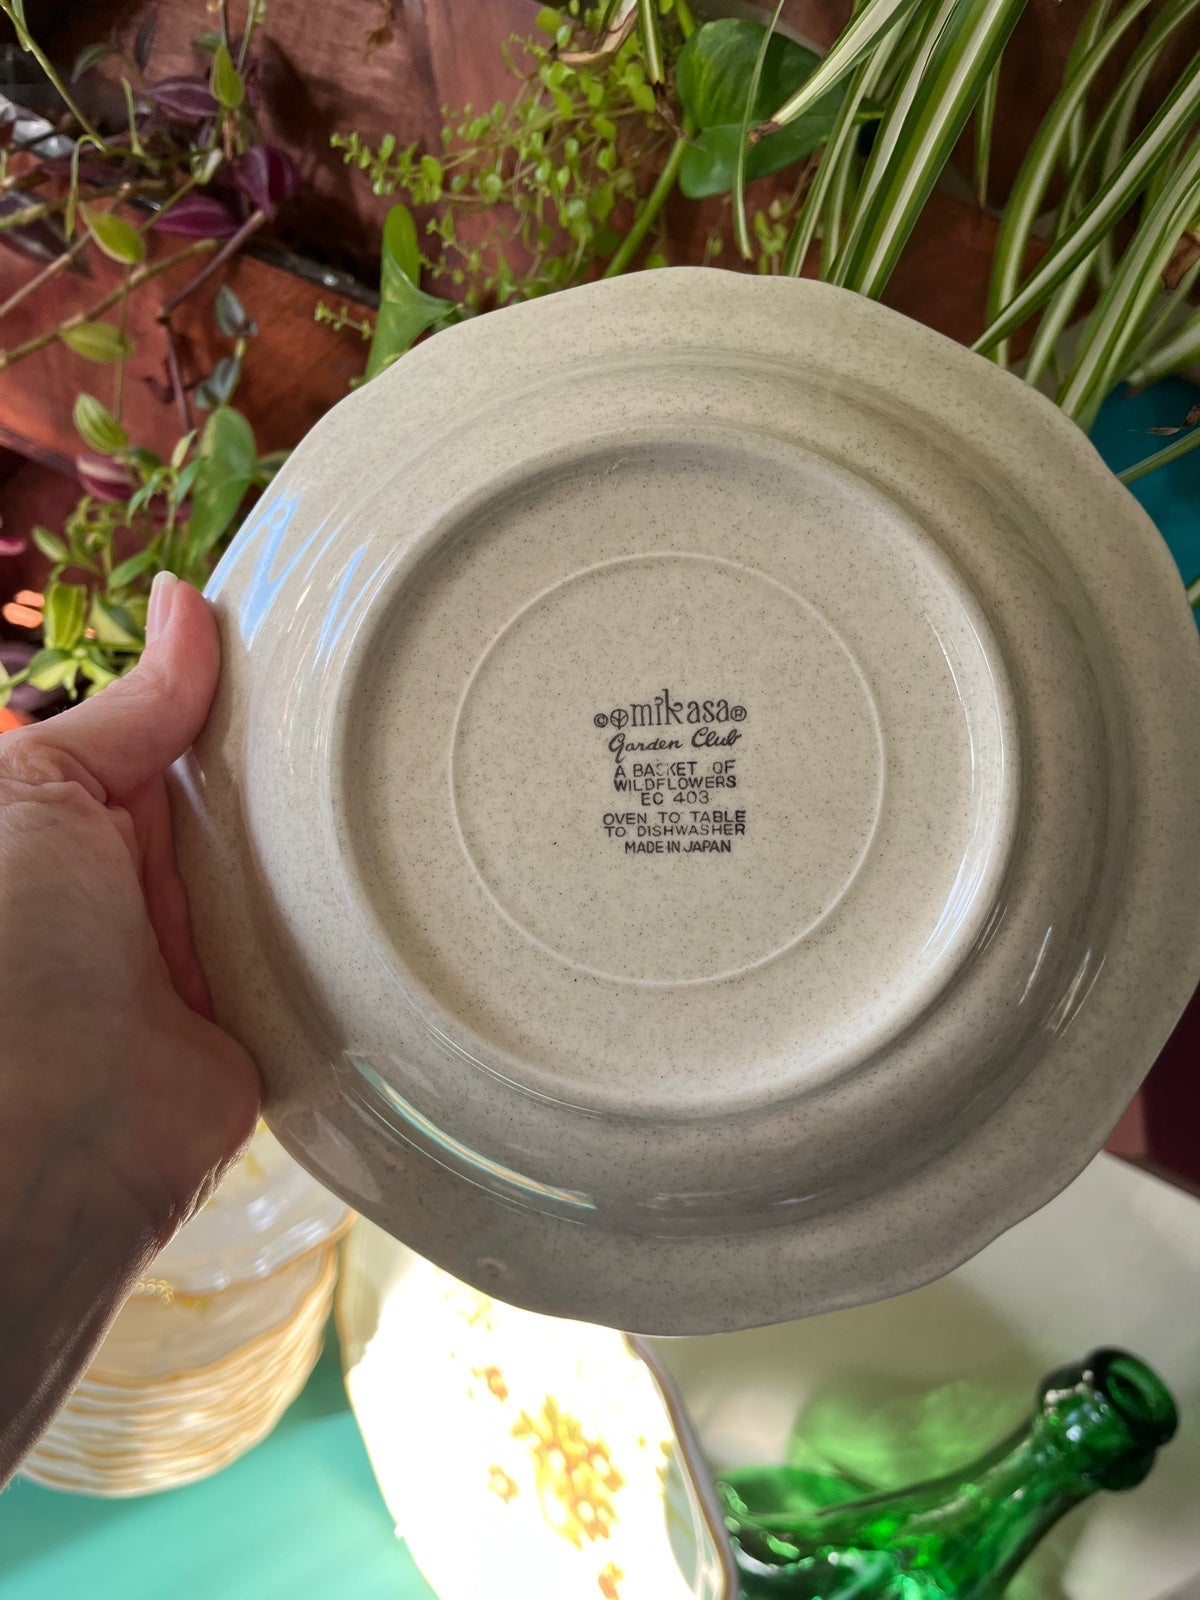 ©mikasa®
Garden Club
A BASKET OF
WILDFLOWERS
EC 403
OVEN TO TABLE
TO DISHWASHER
MADE IN JAPAN